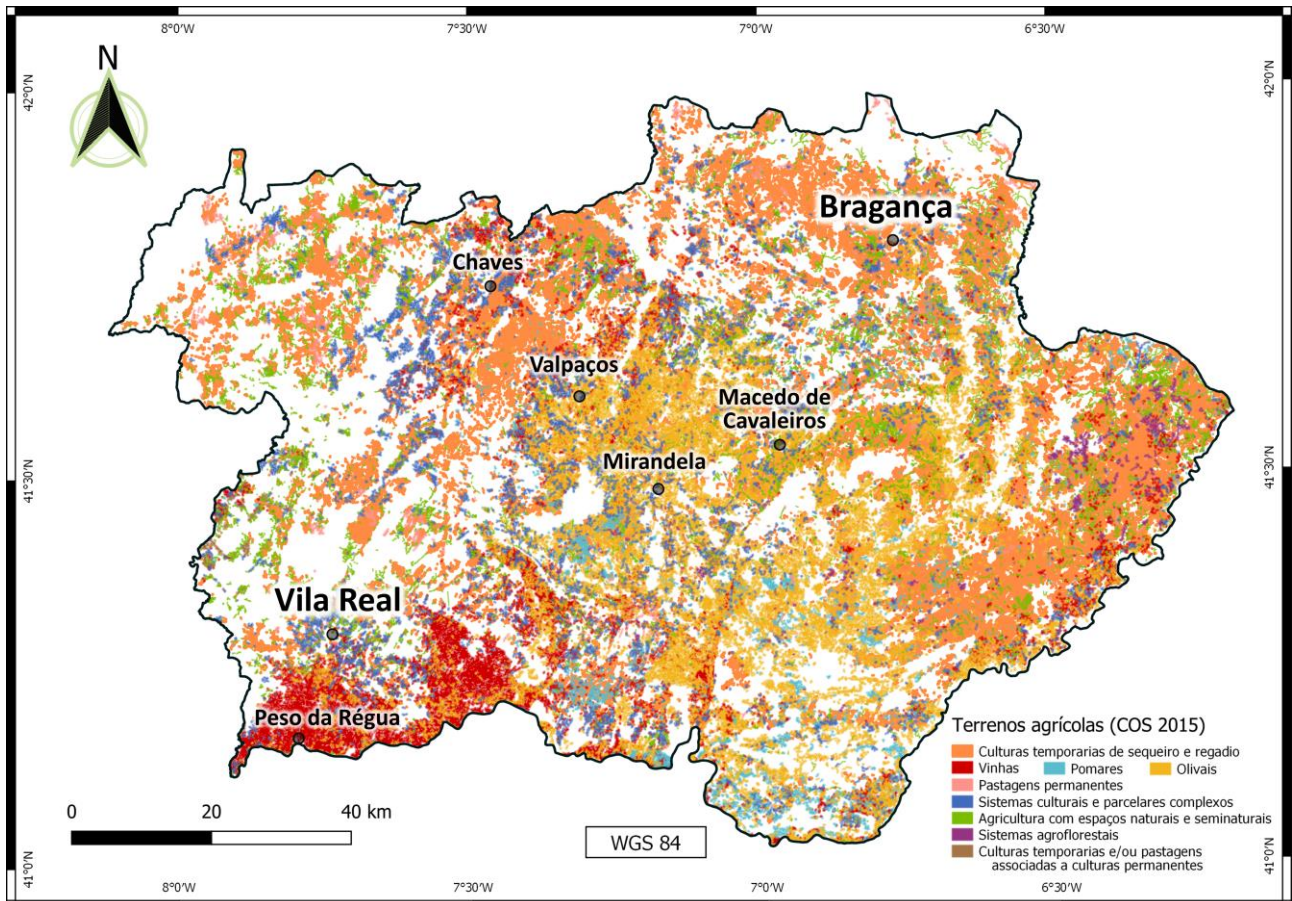 8°0'O 7°30'O 7°0'O 6°30'O
N
42°0'N 42°0'N
Bragança
Chaves
Valpaços
Macedo de
Cavaleiros
Mirandela
41°30'N 41°30'N
Vila Real
Peso da Régua
Terrenos agrícolas (COS 2015)
Culturas temporarias de sequeiro e regadio
Vinhas Pomares Olivais
Pastagens permanentes
Sistemas culturais e parcelares complexos
Agricultura com espaços naturais e seminaturais
Sistemas agroflorestais
Culturas temporarias e/ou pastagens
associadas a culturas permanentes
0 20 40 km
WGS 84
41°0'N 41°0'N
8°0'O 7°30'O 7°0'O 6°30'O